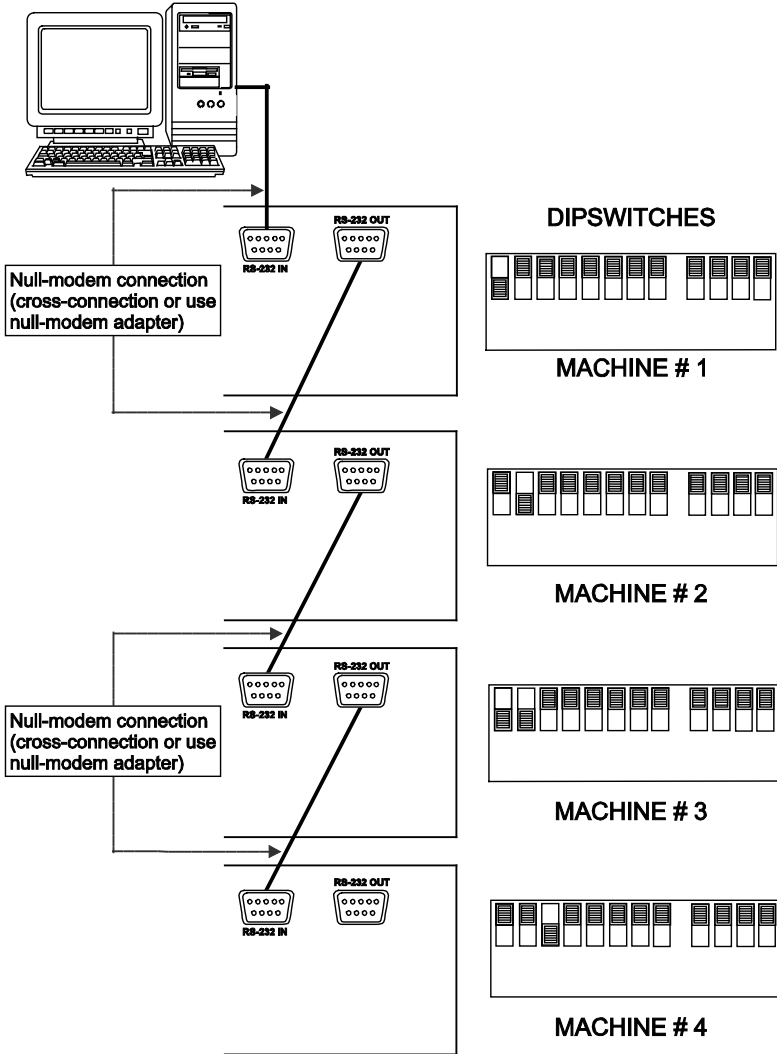 RS-232 OUT
DIPSWITCHES
RS-232 IN
Null-modem connection
(cross-connection or use
null-modem adapter)
MACHINE # 1
RS-232 OUT
RS-232 IN
MACHINE # 2
RS-232 OUT
RS-232 IN
Null-modem connection
(cross-connection or use
null-modem adapter)
MACHINE # 3
RS-232 OUT
RS-232 IN
MACHINE # 4